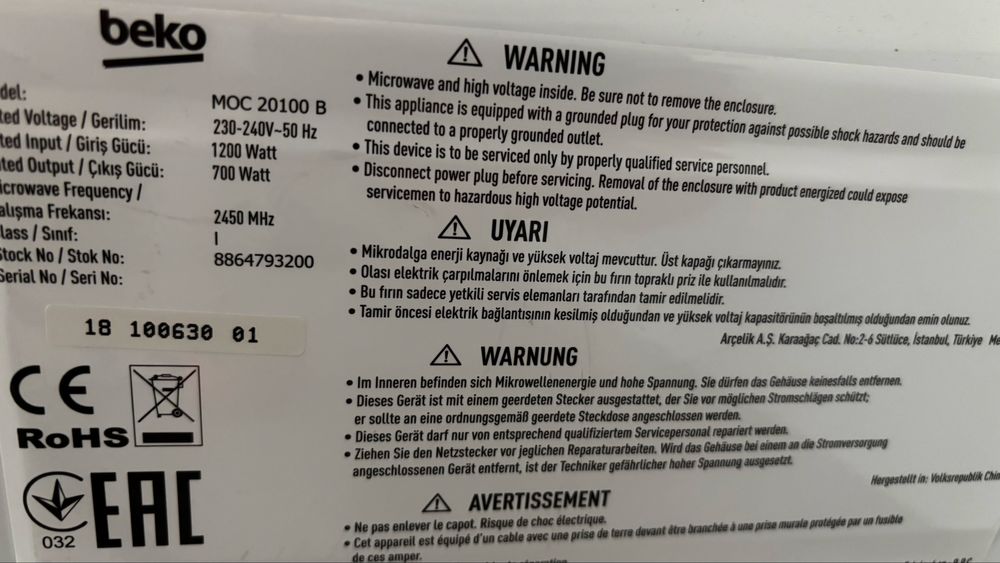 beko
del:
MOC 20100 B
ted Voltage / Gerilim:
230-240V~50 Hz
ted Input / Giriş Gücü:
1200 Watt
ated Output / Çıkış Gücü:
700 Watt
icrowave Frequency /
alışma Frekansı:
2450 MHz
lass / Sınıf:
I
Stock No / Stok No:
8864793200
Serial No / Seri No:
18 100630 01
CE
RoHS
032
EAC
WARNING
• Microwave and high voltage inside. Be sure not to remove the enclosure.
• This appliance is equipped with a grounded plug for your protection against possible shock hazards and should be
connected to a properly grounded outlet.
• This device is to be serviced only by properly qualified service personnel.
• Disconnect power plug before servicing. Removal of the enclosure with product energized could expose
servicemen to hazardous high voltage potential.
UYARI
• Mikrodalga enerji kaynağı ve yüksek voltaj mevcuttur. Üst kapağı çıkarmayınız.
• Olası elektrik çarpılmalarını önlemek için bu fırın topraklı priz ile kullanılmalıdır.
• Bu fırın sadece yetkili servis elemanları tarafından tamir edilmelidir.
• Tamir öncesi elektrik bağlantısının kesilmiş olduğundan ve yüksek voltaj kapasitörünün boşaltılmış olduğundan emin olunuz.
Arçelik A.Ş. Karaağaç Cad. No:2-6 Sütlüce, İstanbul, Türkiye Me
WARNUNG
• Im Inneren befinden sich Mikrowellenenergie und hohe Spannung. Sie dürfen das Gehäuse keinesfalls entfernen.
• Dieses Gerät ist mit einem geerdeten Stecker ausgestattet, der Sie vor möglichen Stromschlägen schützt;
er sollte an eine ordnungsgemäß geerdete Steckdose angeschlossen werden.
• Dieses Gerät darf nur von entsprechend qualifiziertem Servicepersonal repariert werden.
• Ziehen Sie den Netzstecker vor jeglichen Reparaturarbeiten. Wird das Gehäuse bei einem an die Stromversorgung
angeschlossenen Gerät entfernt, ist der Techniker gefährlicher hoher Spannung ausgesetzt.
Hergestellt in: Volksrepublik Chin
AVERTISSEMENT
• Ne pas enlever le capot. Risque de choc électrique.
• Cet appareil est équipé d'un cable avec une prise de terre devant être branchée à une prise murale protégée par un fusible
de ces amper.